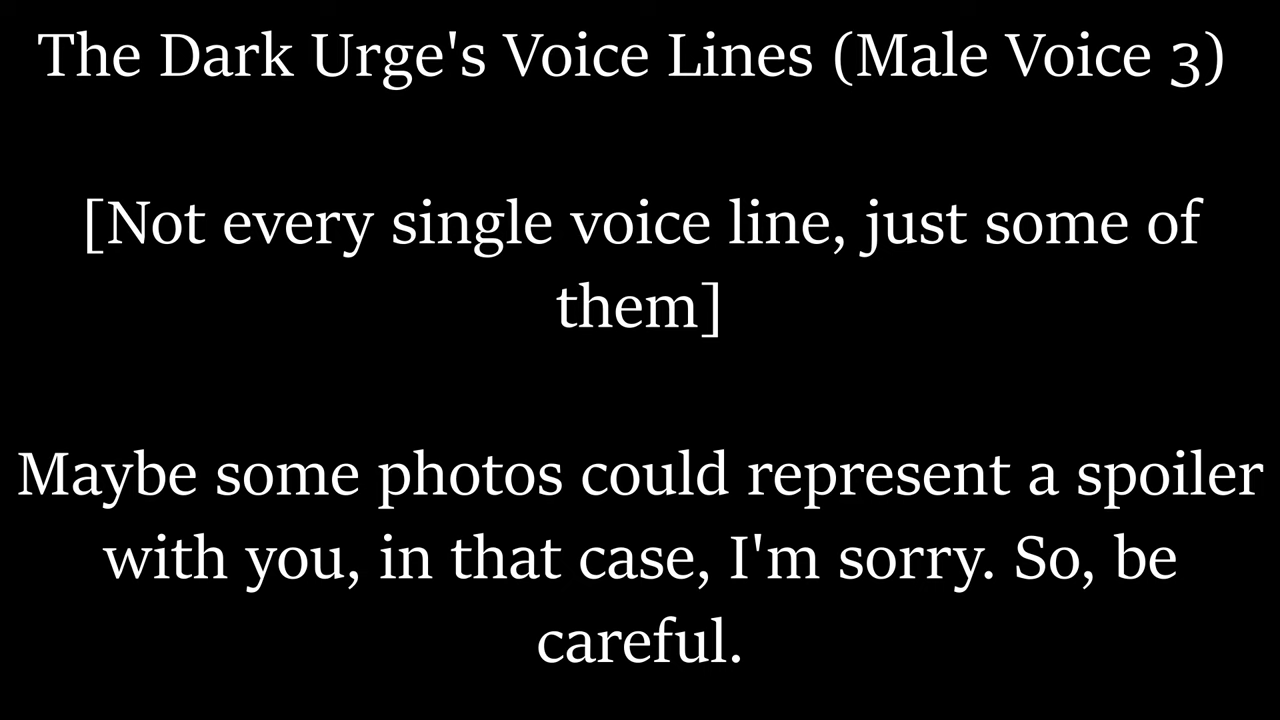 The Dark Urge's Voice Lines (Male Voice 3)
[Not every single voice line, just some of
them]
Maybe some photos could represent a spoiler
with you, in that case, I'm sorry. So, be
careful.